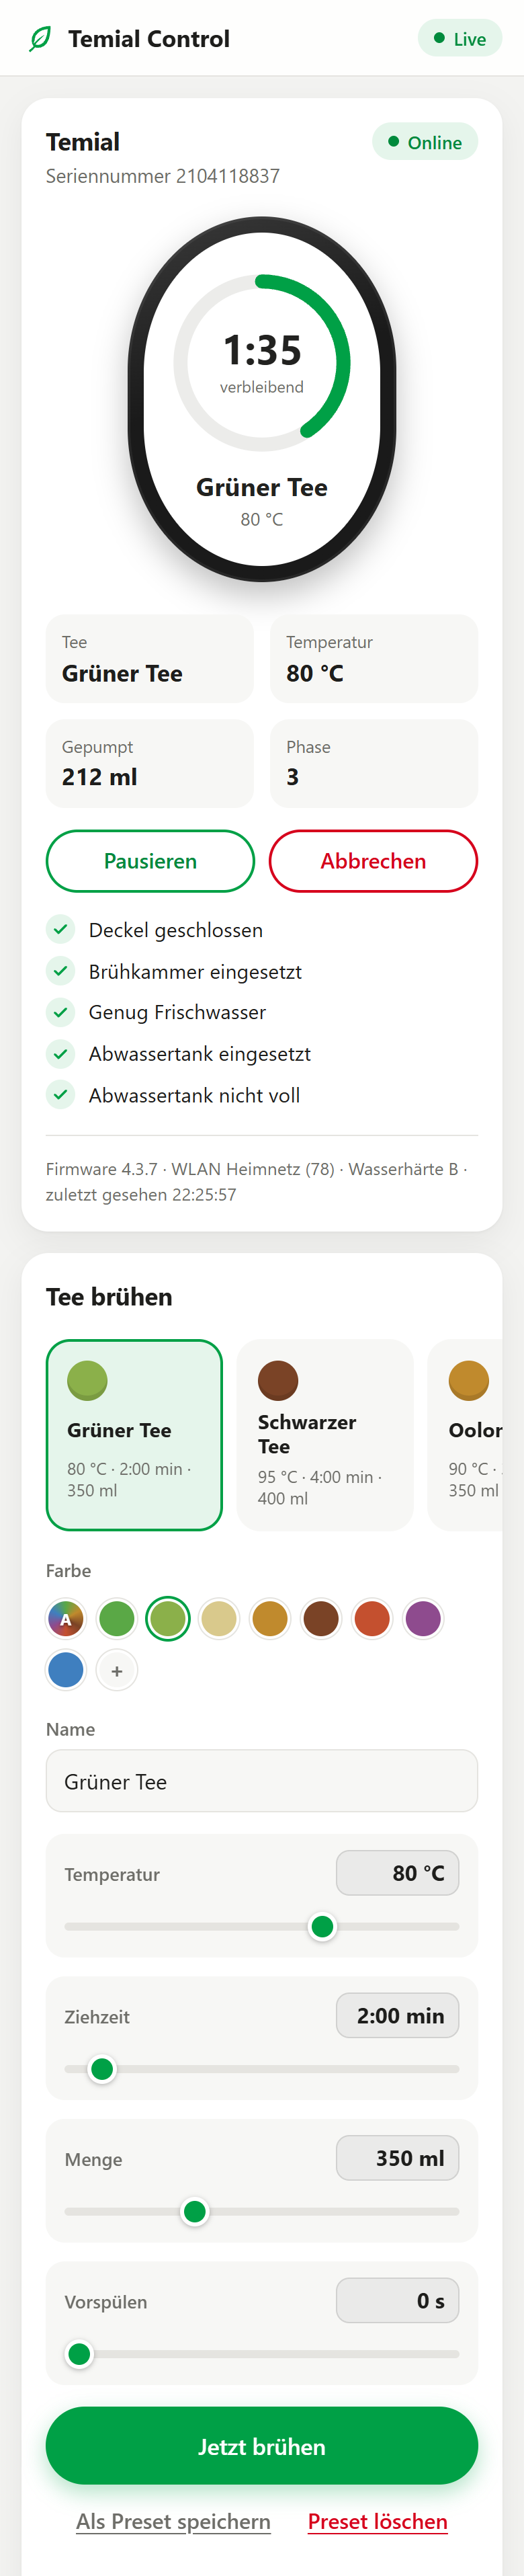 Temial Control
Live
Temial
Online
Seriennummer 2104118837
1:35
verbleibend
Grüner Tee
80 °C
Tee
Grüner Tee
Temperatur
80 °C
Gepumpt
212 ml
Phase
3
Pausieren
Abbrechen
Deckel geschlossen
Brühkammer eingesetzt
Genug Frischwasser
Abwassertank eingesetzt
Abwassertank nicht voll
Firmware 4.3.7 · WLAN Heimnetz (78) · Wasserhärte B ·
zuletzt gesehen 22:25:57
Tee brühen
Grüner Tee
80 °C · 2:00 min ·
350 ml
Schwarzer
Tee
95 °C · 4:00 min ·
400 ml
90 °C ·
350 ml
Farbe
A
+
Name
Grüner Tee
Temperatur
80 °C
Ziehzeit
2:00 min
Menge
350 ml
Vorspülen
0 s
Jetzt brühen
Als Preset speichern
Preset löschen